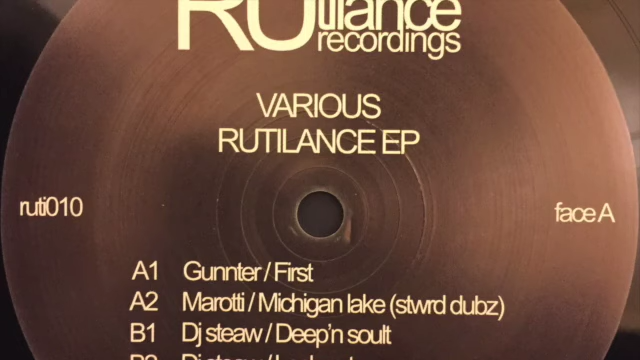 RUtilance
recordings
VARIOUS
RUTILANCE EP
ruti010
face A
A1 Gunnter / First
A2 Marotti / Michigan lake (stwrd dubz)
B1 Dj steaw / Deep'n soult